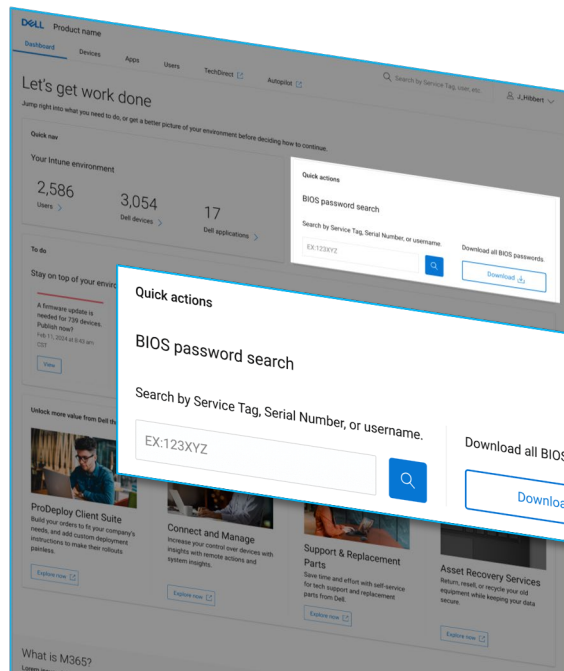 DELL Product name
Dashboard Devices Apps Users TechDirect Autopilot
Search by Service Tag, user, etc.
J_Hibbert
Let's get work done
Jump right into what you need to do, or get a better picture of your environment before deciding how to continue.
Quick nav
Your Intune environment
2,586
Users
3,054
Dell devices
17
Dell applications
Quick actions
BIOS password search
Search by Service Tag, Serial Number, or username.
EX:123XYZ
Download all BIOS passwords.
Download
To do
Stay on top of your enviro
A firmware update is
needed for 739 devices.
Publish now?
Feb 11, 2024 at 8:43 am
CDT
View
Quick actions
BIOS password search
Search by Service Tag, Serial Number, or username.
EX:123XYZ
Download all BIOS
Downloa
Unlock more value from Dell th
ProDeploy Client Suite
Build your orders to fit your company's
needs, and add custom deployment
instructions to make their rollouts
painless.
Explore now
Connect and Manage
Increase your control over devices with
insights with remote actions and
system insights.
Explore now
Support & Replacement
Parts
Save time and effort with self-service
for tech support and replacement
parts from Dell.
Explore now
Asset Recovery Services
Return, resell, or recycle your old
equipment while keeping your data
secure.
Explore now
What is M365?